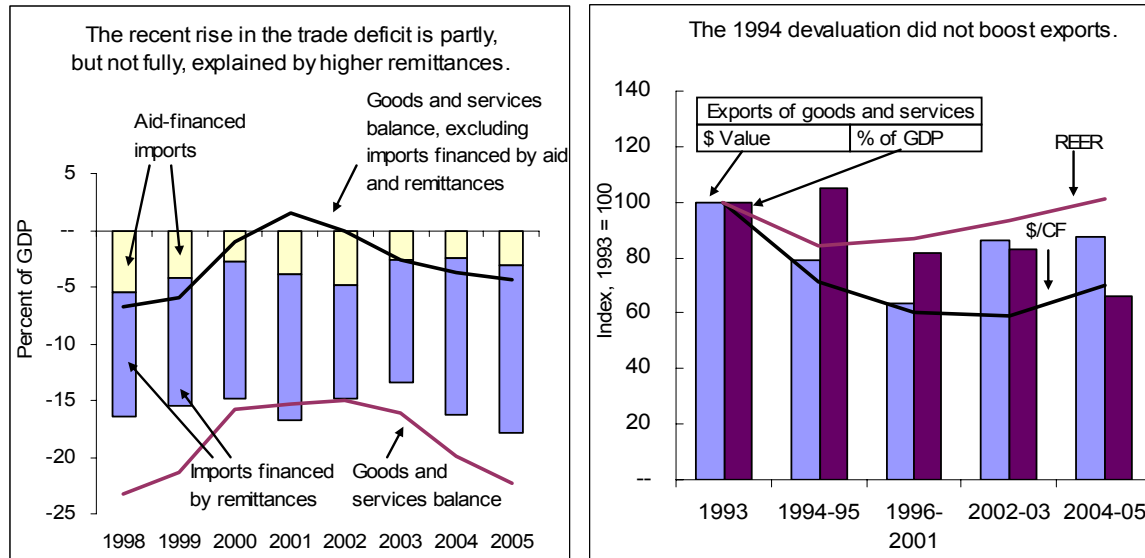 The recent rise in the trade deficit is partly,
but not fully, explained by higher remittances.
Goods and services
balance, excluding
imports financed by aid
and remittances
Aid-financed
imports
Percent of GDP
5
--
-5
-10
-15
-20
-25
Imports financed
by remittances
Goods and
services balance
1998 1999 2000 2001 2002 2003 2004 2005
The 1994 devaluation did not boost exports.
Index, 1993 = 100
140
120
100
80
60
40
20
--
Exports of goods and services
$ Value % of GDP
REER
$/CF
1993 1994-95 1996- 2002-03 2004-05
2001